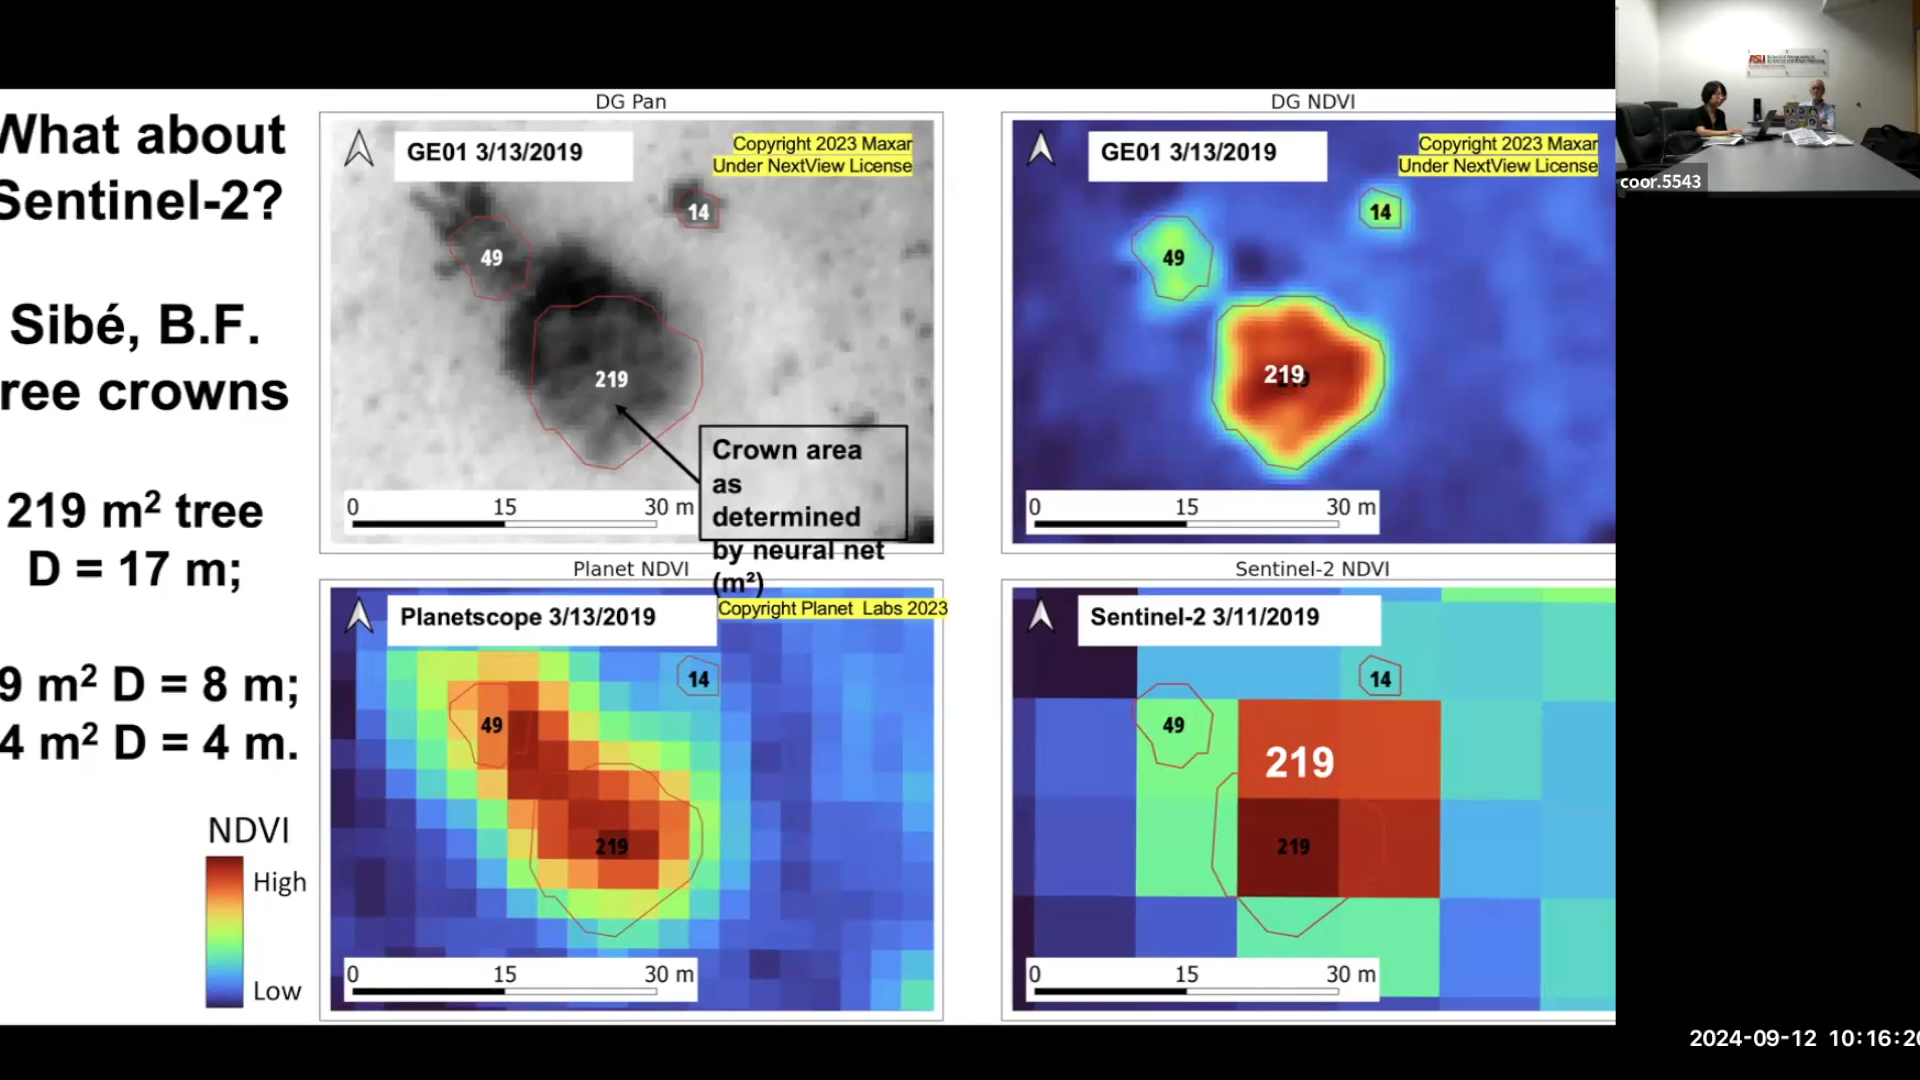 What about
Sentinel-2?
Sibé, B.F.
ree crowns
219 m² tree
D = 17 m;
9 m² D = 8 m;
4 m² D = 4 m.
NDVI
High
Low
DG Pan
GE01 3/13/2019
Copyright 2023 Maxar
Under NextView License
14
49
219
Crown area
as
determined
by neural net
(m²)
0 15 30 m
DG NDVI
GE01 3/13/2019
Copyright 2023 Maxar
Under NextView License
14
49
219
0 15 30 m
Planet NDVI
Planetscope 3/13/2019
Copyright Planet Labs 2023
14
49
219
0 15 30 m
Sentinel-2 NDVI
Sentinel-2 3/11/2019
14
49
219
219
0 15 30 m
ASU
coor.5543
2024-09-12 10:16:20